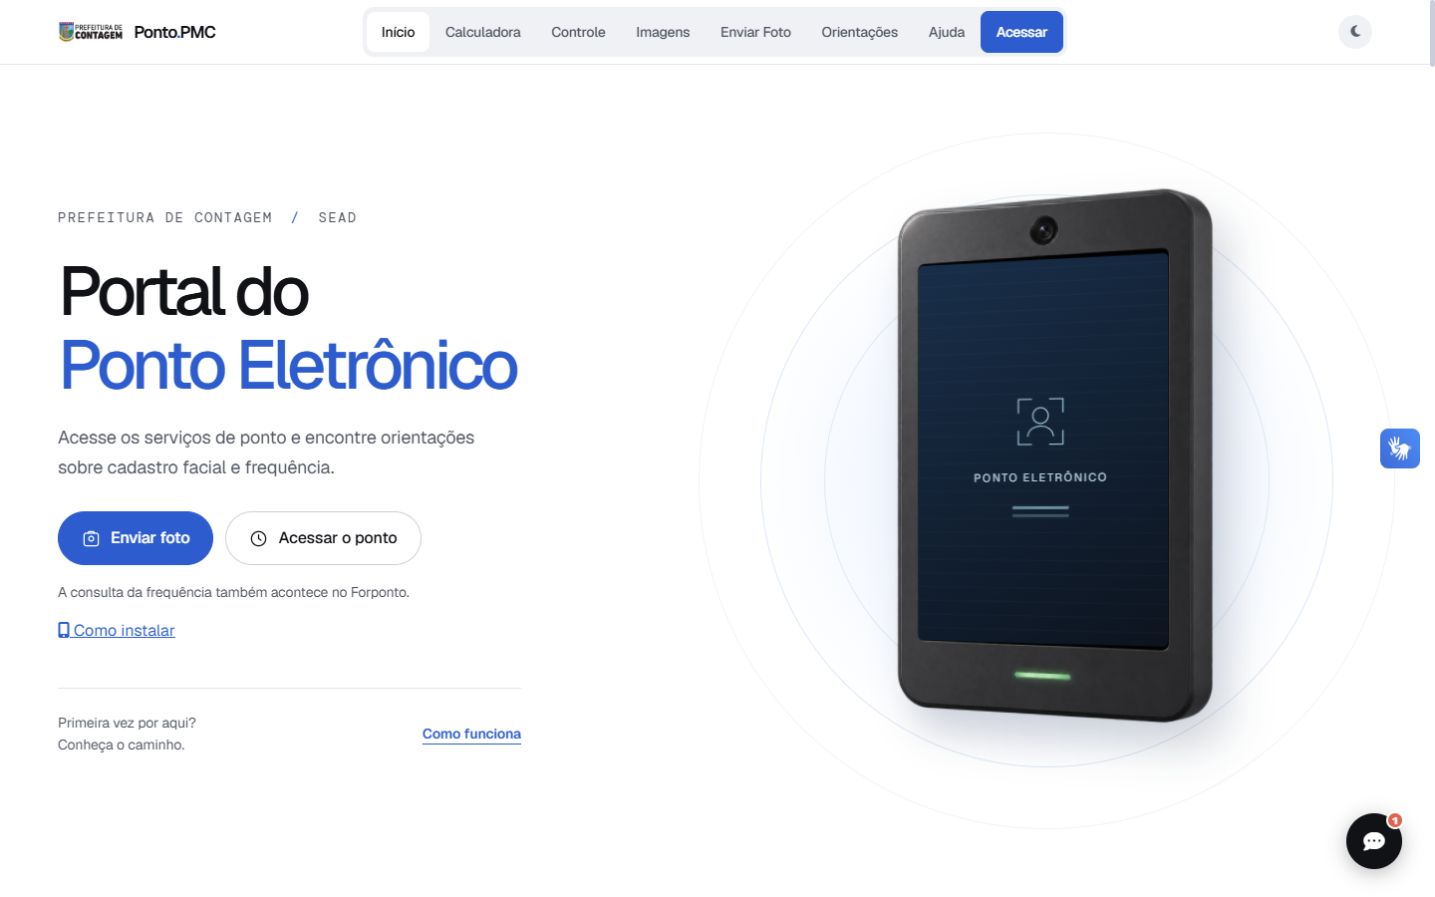 PREFEITURA DE
CONTAGEM
Ponto.PMC
Início
Calculadora
Controle
Imagens
Enviar Foto
Orientações
Ajuda
Acessar
PREFEITURA DE CONTAGEM / SEAD
Portal do
Ponto Eletrônico
Acesse os serviços de ponto e encontre orientações
sobre cadastro facial e frequência.
Enviar foto
Acessar o ponto
A consulta da frequência também acontece no Forponto.
Como instalar
Primeira vez por aqui?
Conheça o caminho.
Como funciona
PONTO ELETRÔNICO
1